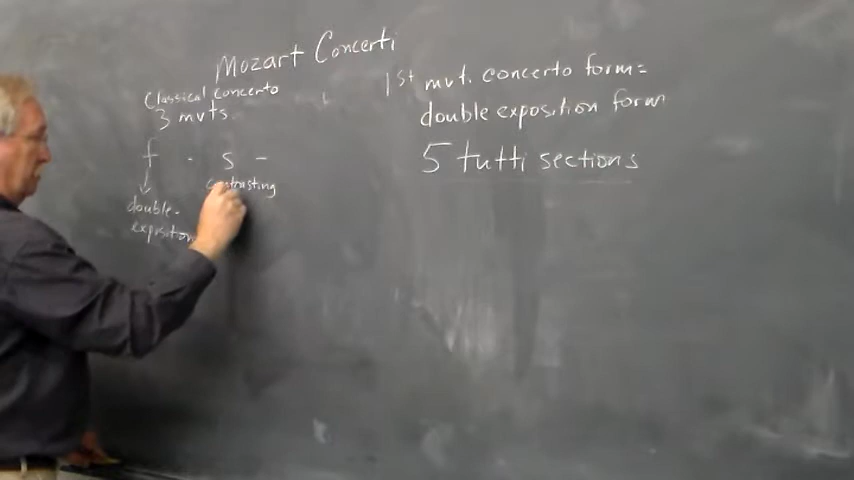 Mozart Concerti
Classical concerto
3 mvts.
f - s -
double-
exposition
contrasting
1st mvt. concerto form =
double exposition form
5 tutti sections